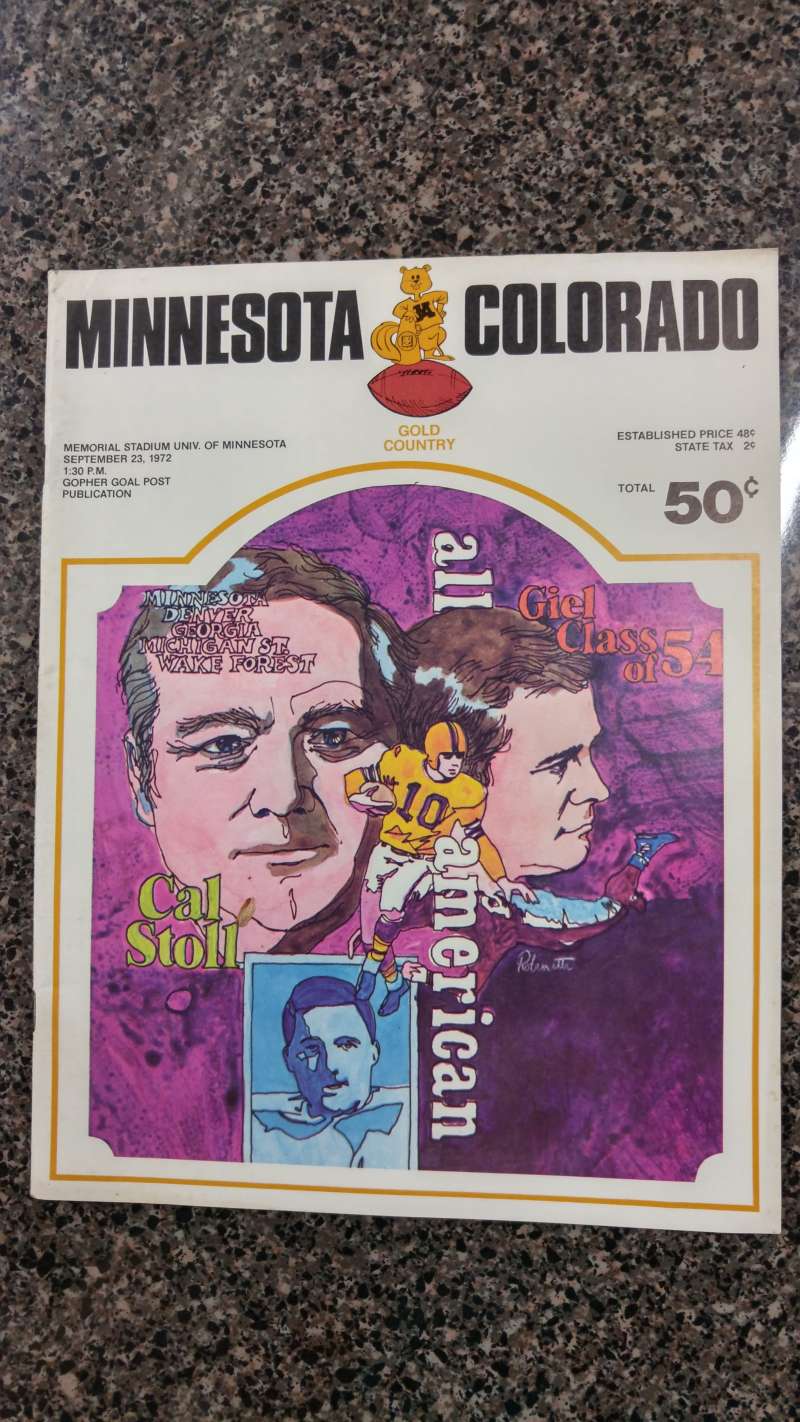 MINNESOTA COLORADO
M
GOLD
COUNTRY
MEMORIAL STADIUM UNIV. OF MINNESOTA
SEPTEMBER 23, 1972
1:30 P.M.
GOPHER GOAL POST
PUBLICATION
ESTABLISHED PRICE 48¢
STATE TAX 2¢
TOTAL 50¢
MINNESOTA
DENVER
GEORGIA
MICHIGAN ST.
WAKE FOREST
all american
Giel
Class
of 54
10
Cal
Stoll